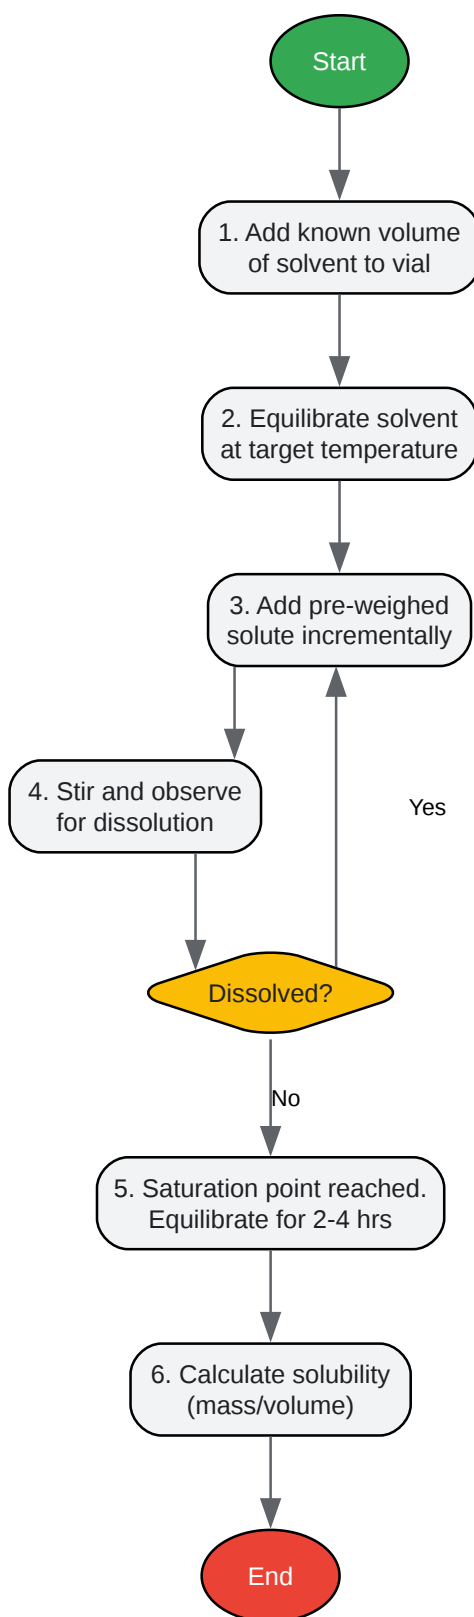 Start
1. Add known volume
of solvent to vial
2. Equilibrate solvent
at target temperature
3. Add pre-weighed
solute incrementally
4. Stir and observe
for dissolution
Yes
Dissolved?
No
5. Saturation point reached.
Equilibrate for 2-4 hrs
6. Calculate solubility
(mass/volume)
End